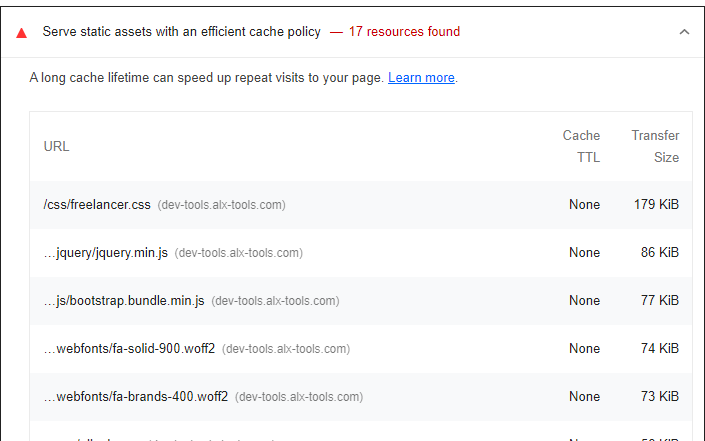 Serve static assets with an efficient cache policy — 17 resources found
A long cache lifetime can speed up repeat visits to your page. Learn more.
URL Cache TTL Transfer Size
/css/freelancer.css (dev-tools.alx-tools.com) None 179 KiB
…jquery/jquery.min.js (dev-tools.alx-tools.com) None 86 KiB
…js/bootstrap.bundle.min.js (dev-tools.alx-tools.com) None 77 KiB
…webfonts/fa-solid-900.woff2 (dev-tools.alx-tools.com) None 74 KiB
…webfonts/fa-brands-400.woff2 (dev-tools.alx-tools.com) None 73 KiB